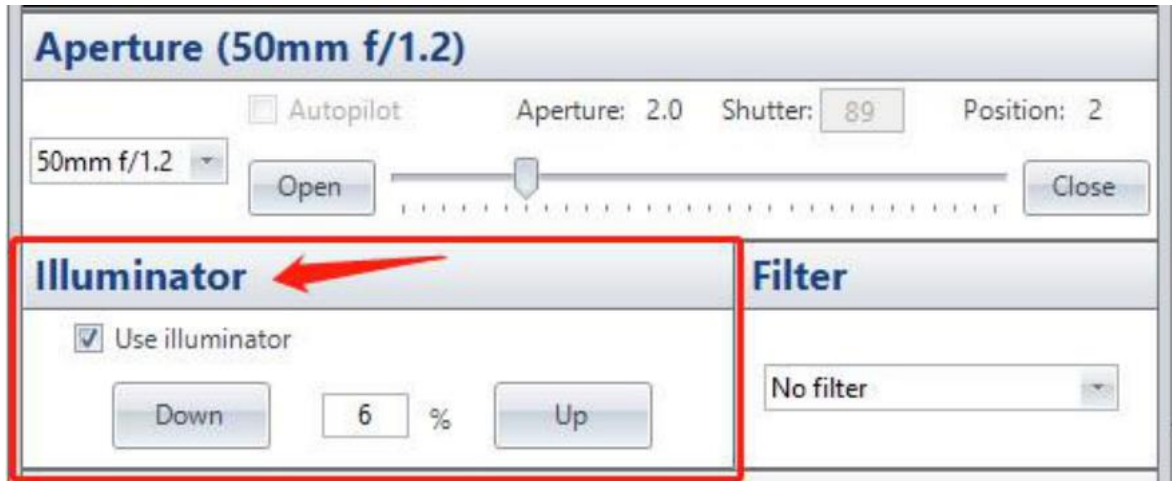 Aperture (50mm f/1.2)
Autopilot Aperture: 2.0 Shutter: 89 Position: 2
50mm f/1.2
Open Close
Illuminator
Use illuminator
Down 6 % Up
Filter
No filter